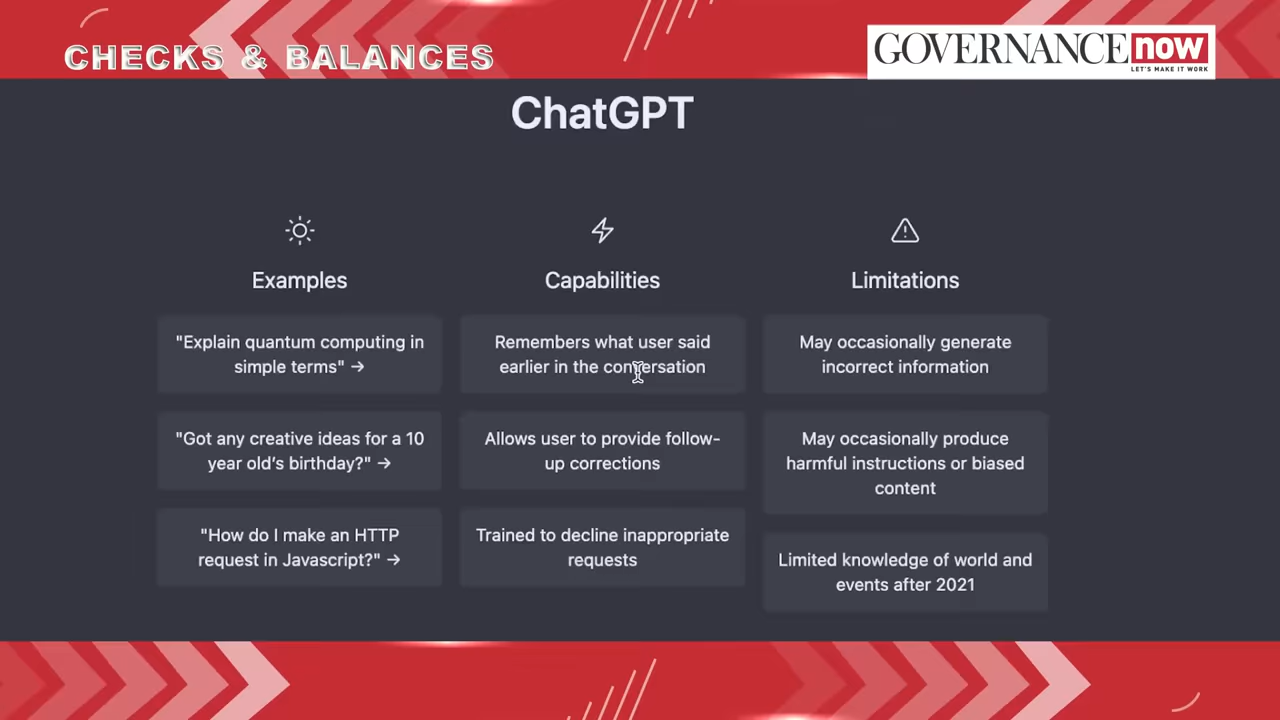 CHECKS & BALANCES
GOVERNANCE now
LET'S MAKE IT WORK
ChatGPT
Examples
"Explain quantum computing in
simple terms" →
"Got any creative ideas for a 10
year old's birthday?" →
"How do I make an HTTP
request in Javascript?" →
Capabilities
Remembers what user said
earlier in the conversation
Allows user to provide follow-
up corrections
Trained to decline inappropriate
requests
Limitations
May occasionally generate
incorrect information
May occasionally produce
harmful instructions or biased
content
Limited knowledge of world and
events after 2021